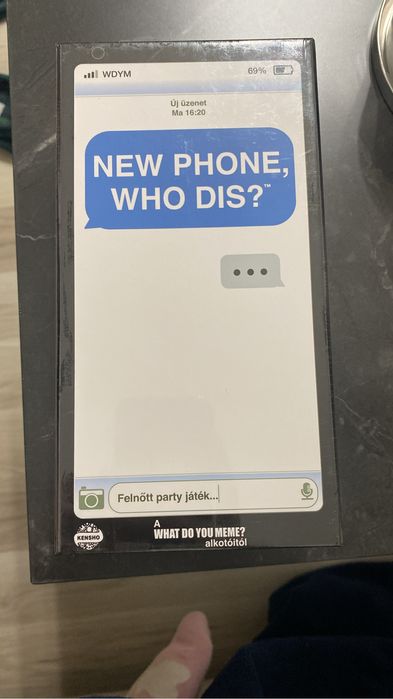 WDYM 69%
Új üzenet
Ma 16:20
NEW PHONE,
WHO DIS?™
Felnőtt party játék...
KENSHO
A
WHAT DO YOU MEME?
alkotóitól